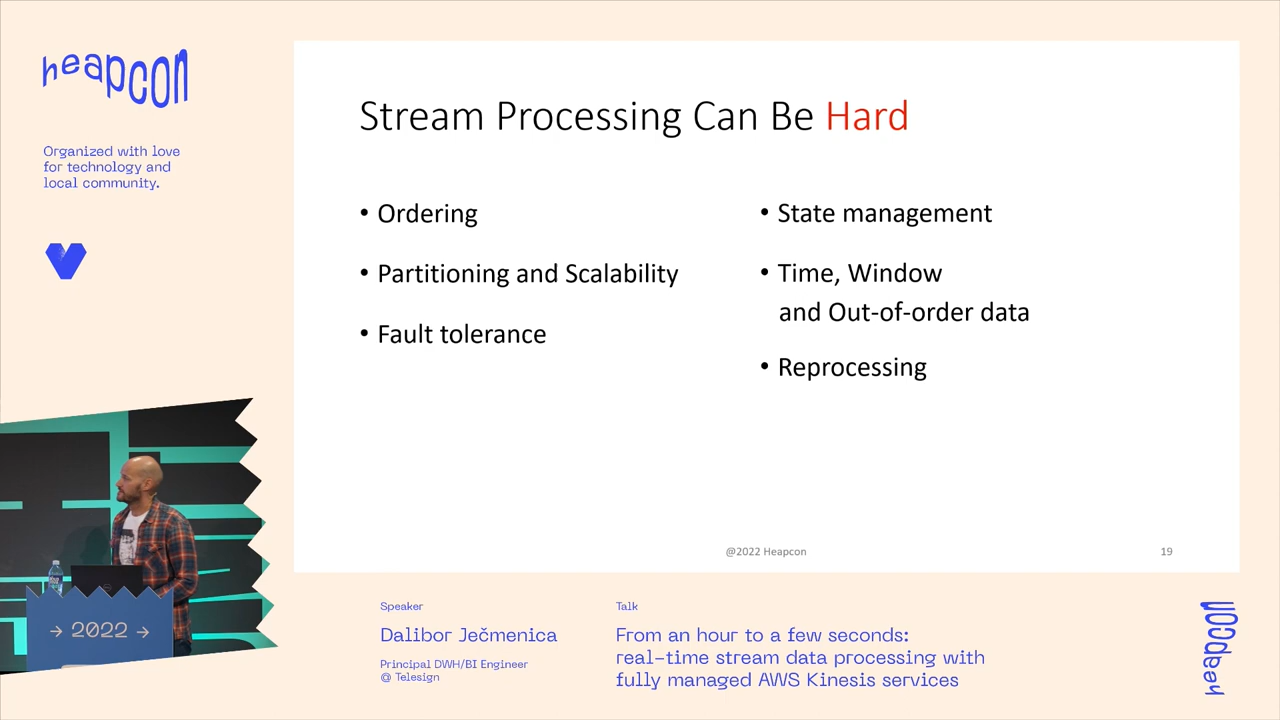 heapcon
Organized with love
for technology and
local community.
Stream Processing Can Be Hard
• Ordering
• Partitioning and Scalability
• Fault tolerance
• State management
• Time, Window
and Out-of-order data
• Reprocessing
@2022 Heapcon
19
→ 2022 →
Speaker
Dalibor Ječmenica
Principal DWH/BI Engineer
@ Telesign
Talk
From an hour to a few seconds:
real-time stream data processing with
fully managed AWS Kinesis services
heapcon